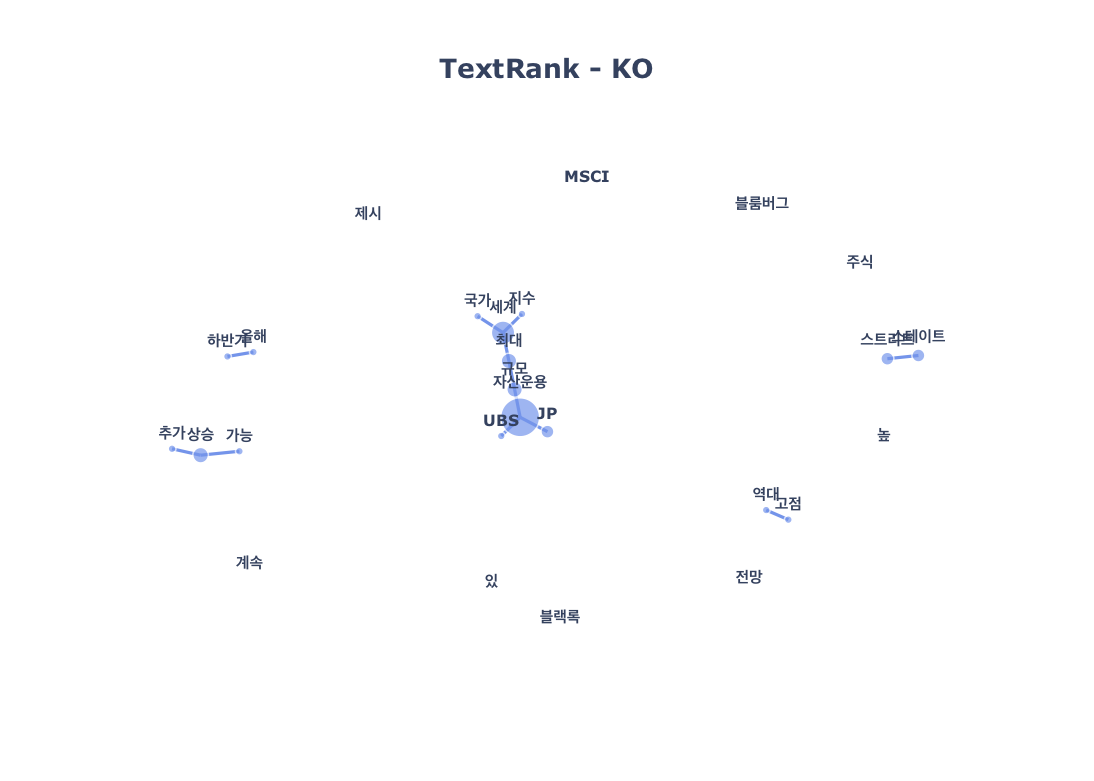 TextRank – KO
MSCI
블룸버그
제시
주식
국가
세계
지수
하반기
올해
최대
스트리트
스테이트
규모
자산운용
UBS
JP
추가
상승
가능
높
역대
고점
계속
있
전망
블랙록